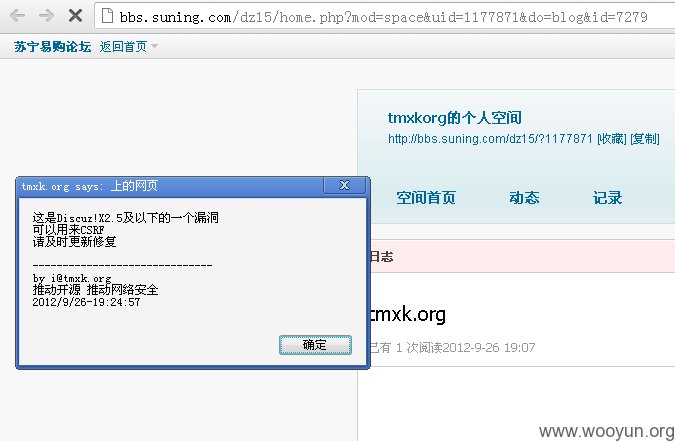 bbs.suning.com/dz15/home.php?mod=space&uid=1177871&do=blog&id=7279
苏宁易购论坛 返回首页
tmxkorg的个人空间
http://bbs.suning.com/dz15/?1177871 [收藏] [复制]
空间首页 动态 记录
tmxk.org says: 上的网页
X
这是Discuz!X2.5及以下的一个漏洞
可以用来CSRF
请及时更新修复
------------------------------
by i@tmxk.org
推动开源 推动网络安全
2012/9/26-19:24:57
确定
日志
tmxk.org
已有 1 次阅读2012-9-26 19:07
www.wooyun.org